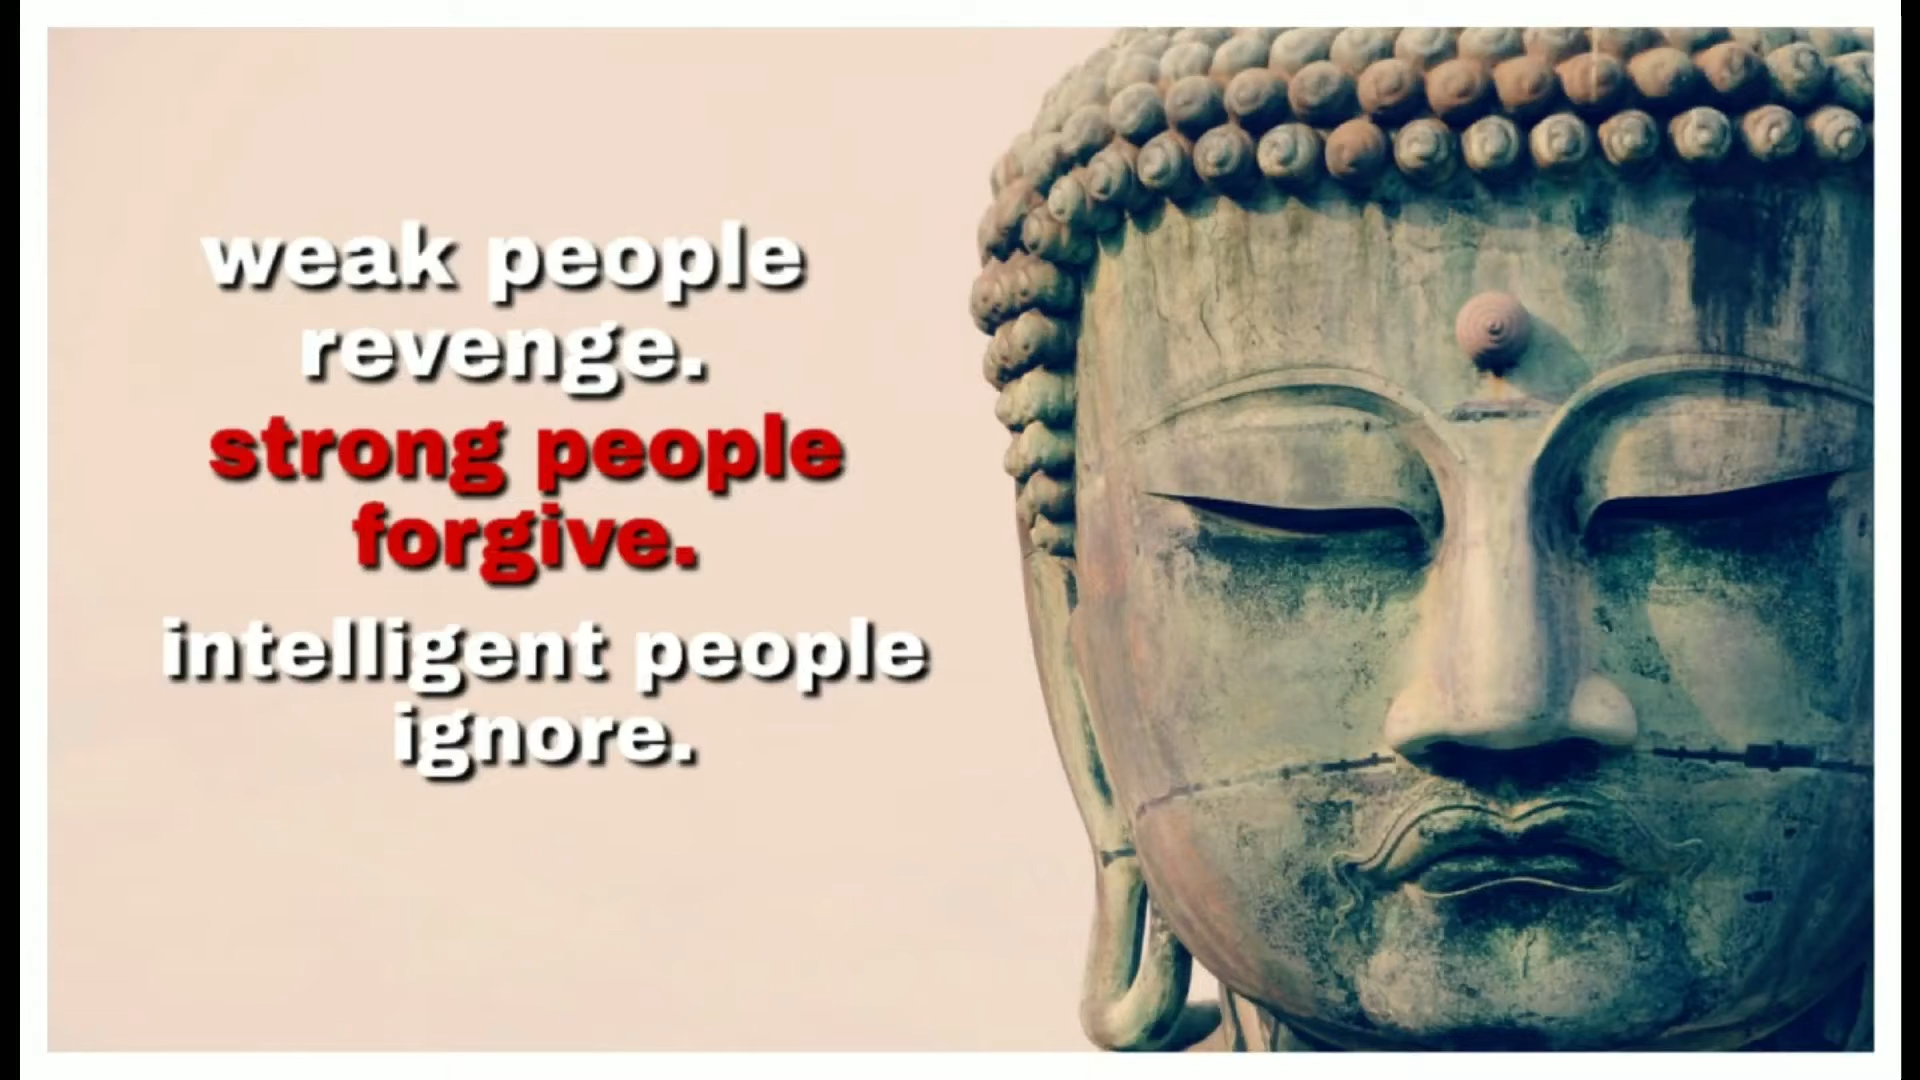 weak people
revenge.
strong people
forgive.
intelligent people
ignore.